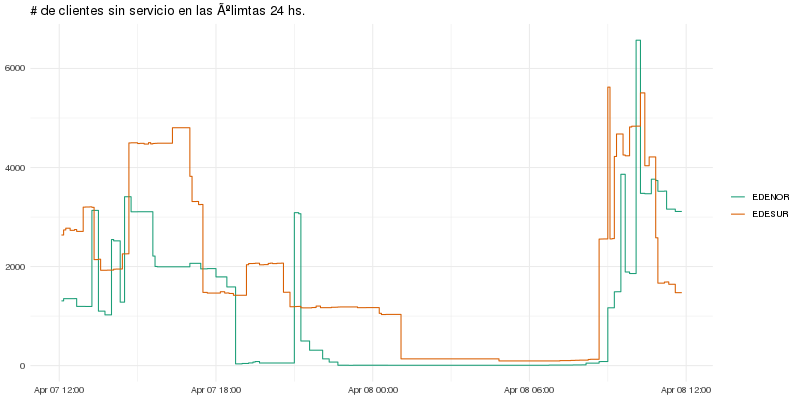 # de clientes sin servicio en las Ãºlimtas 24 hs.
6000
4000
2000
0
Apr 07 12:00
Apr 07 18:00
Apr 08 00:00
Apr 08 06:00
Apr 08 12:00
EDENOR
EDESUR